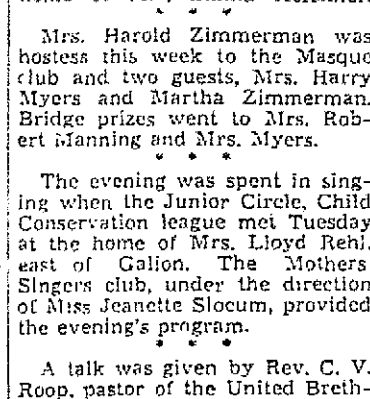 Mrs. Harold Zimmerman was
hostess this week to the Masque
club and two guests, Mrs. Harry
Myers and Martha Zimmerman.
Bridge prizes went to Mrs. Rob-
ert Manning and Mrs. Myers.
* * *
The evening was spent in sing-
ing when the Junior Circle, Child
Conservation league met Tuesday
at the home of Mrs. Lloyd Rehl,
east of Galion. The Mothers
Singers club, under the direction
of Miss Jeanette Slocum, provided
the evening's program.
* * *
A talk was given by Rev. C. V.
Roop, pastor of the United Breth-